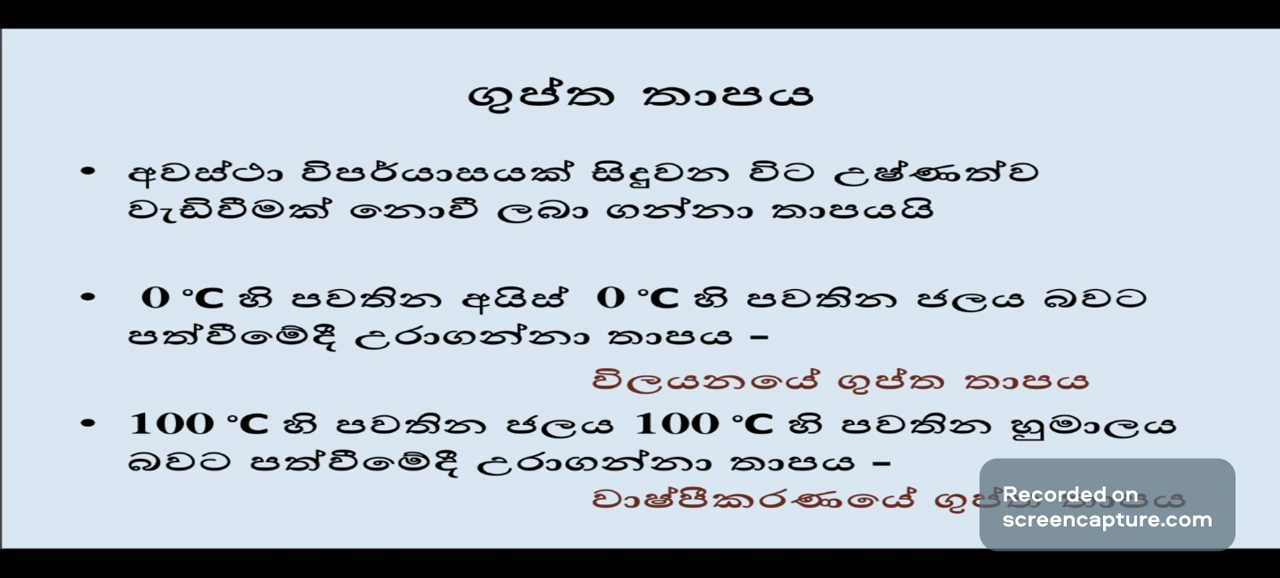 ගුප්ත තාපය
• අවස්ථා විපර්යාසයක් සිදුවන විට උෂ්ණත්ව
වැඩිවීමක් නොවී ලබා ගන්නා තාපයයි
• 0 °C හි පවතින අයිස් 0 °C හි පවතින ජලය බවට
පත්වීමේදී උරාගන්නා තාපය –
විලයනයේ ගුප්ත තාපය
• 100 °C හි පවතින ජලය 100 °C හි පවතින හුමාලය
බවට පත්වීමේදී උරාගන්නා තාපය –
වාෂ්පීකරණයේ ගුප්ත තාපය
Recorded on
screencapture.com